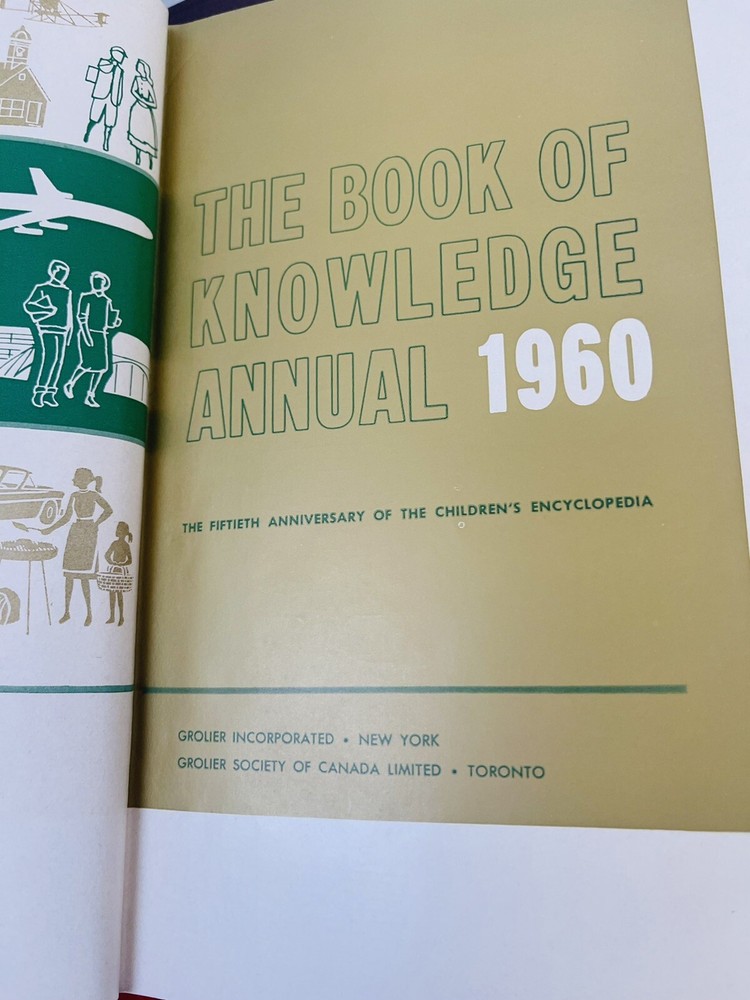 THE BOOK OF
KNOWLEDGE
ANNUAL 1960
THE FIFTIETH ANNIVERSARY OF THE CHILDREN'S ENCYCLOPEDIA
GROLIER INCORPORATED • NEW YORK
GROLIER SOCIETY OF CANADA LIMITED • TORONTO